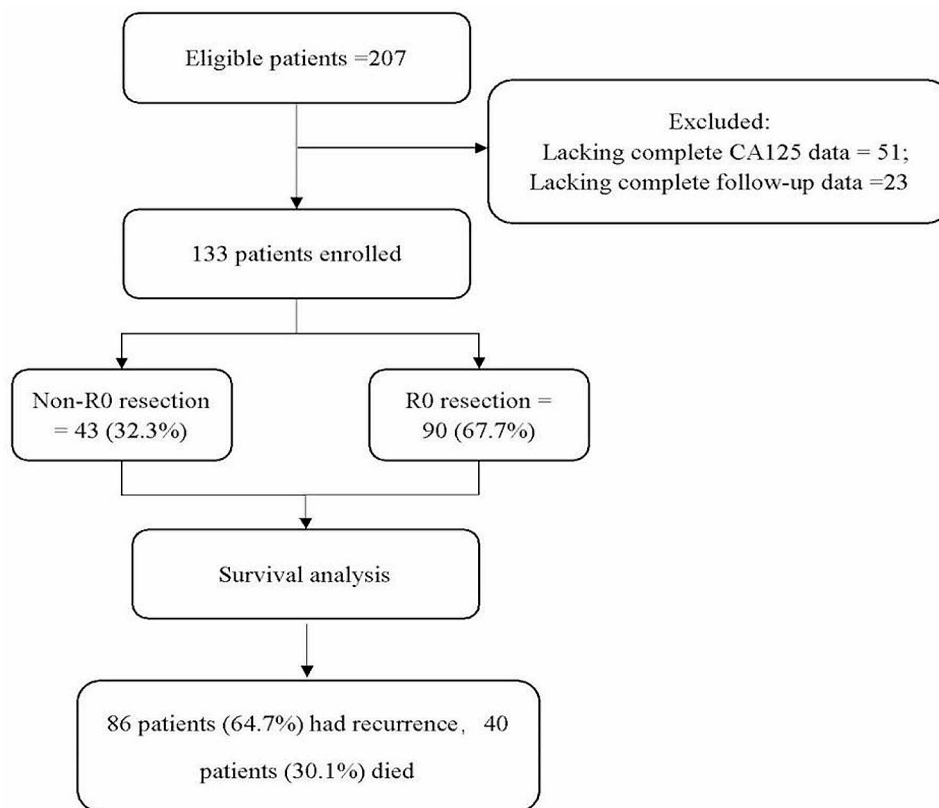 Eligible patients =207
Excluded:
Lacking complete CA125 data = 51;
Lacking complete follow-up data =23
133 patients enrolled
Non-R0 resection
= 43 (32.3%)
R0 resection =
90 (67.7%)
Survival analysis
86 patients (64.7%) had recurrence, 40
patients (30.1%) died